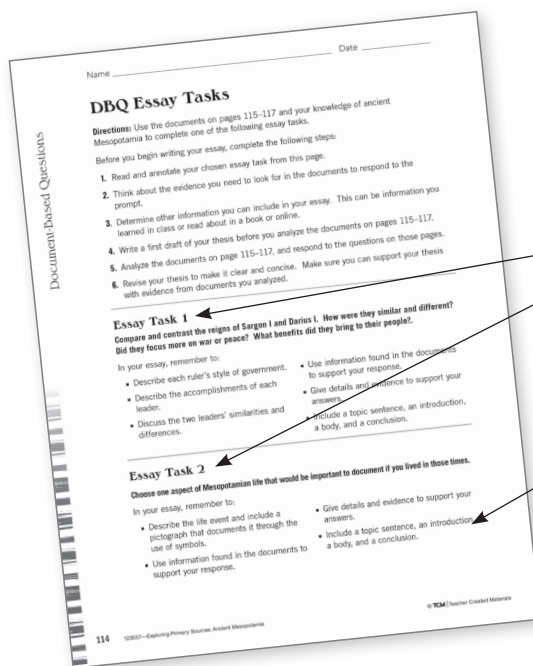 Name
Date
DBQ Essay Tasks
Directions: Use the documents on pages 115–117 and your knowledge of ancient
Mesopotamia to complete one of the following essay tasks.
Before you begin writing your essay, complete the following steps:
1. Read and annotate your chosen essay task from this page.
2. Think about the evidence you need to look for in the documents to respond to the
prompt.
3. Determine other information you can include in your essay. This can be information you
learned in class or read about in a book or online.
4. Write a first draft of your thesis before you analyze the documents on pages 115–117.
5. Analyze the documents on page 115–117, and respond to the questions on those pages.
6. Revise your thesis to make it clear and concise. Make sure you can support your thesis
with evidence from documents you analyzed.
Essay Task 1
Compare and contrast the reigns of Sargon I and Darius I. How were they similar and different?
Did they focus more on war or peace? What benefits did they bring to their people?.
In your essay, remember to:
▪ Describe each ruler's style of government.
▪ Describe the accomplishments of each
leader.
▪ Discuss the two leaders' similarities and
differences.
▪ Use information found in the documents
to support your response.
▪ Give details and evidence to support your
answers.
▪ Include a topic sentence, an introduction,
a body, and a conclusion.
Essay Task 2
Choose one aspect of Mesopotamian life that would be important to document if you lived in those times.
In your essay, remember to:
▪ Describe the life event and include a
pictograph that documents it through the
use of symbols.
▪ Use information found in the documents to
support your response.
▪ Give details and evidence to support your
answers.
▪ Include a topic sentence, an introduction
a body, and a conclusion.
Document-Based Questions
114 123657—Exploring Primary Sources: Ancient Mesopotamia
© TCM | Teacher Created Materials